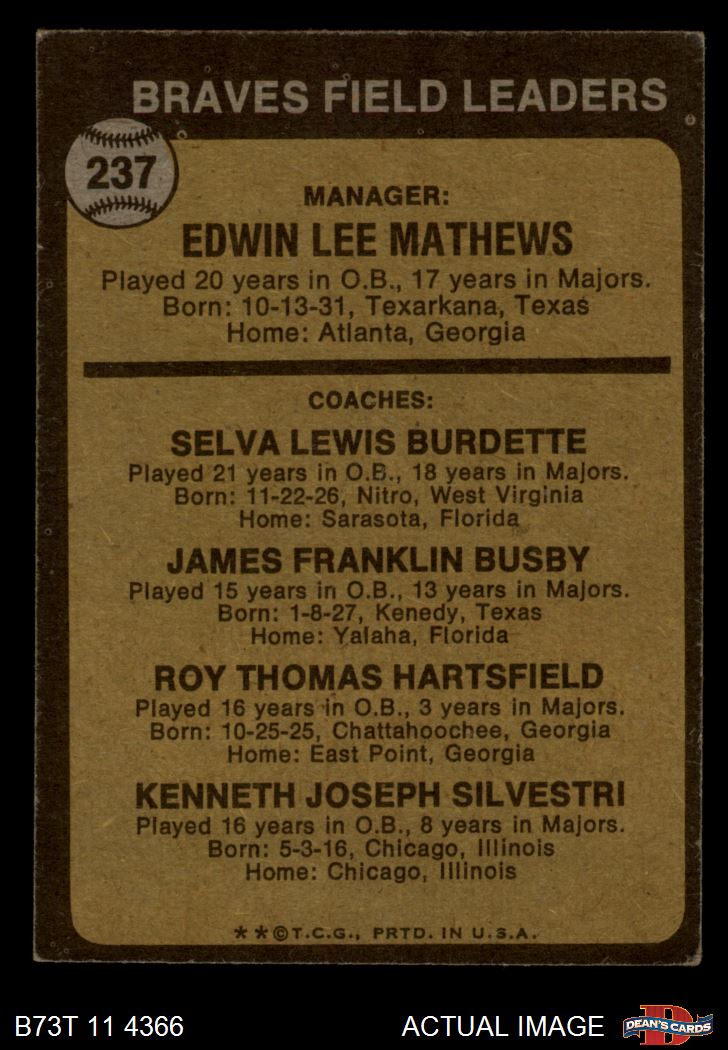 BRAVES FIELD LEADERS
237
MANAGER:
EDWIN LEE MATHEWS
Played 20 years in O.B., 17 years in Majors.
Born: 10-13-31, Texarkana, Texas
Home: Atlanta, Georgia
COACHES:
SELVA LEWIS BURDETTE
Played 21 years in O.B., 18 years in Majors.
Born: 11-22-26, Nitro, West Virginia
Home: Sarasota, Florida
JAMES FRANKLIN BUSBY
Played 15 years in O.B., 13 years in Majors.
Born: 1-8-27, Kenedy, Texas
Home: Yalaha, Florida
ROY THOMAS HARTSFIELD
Played 16 years in O.B., 3 years in Majors.
Born: 10-25-25, Chattahoochee, Georgia
Home: East Point, Georgia
KENNETH JOSEPH SILVESTRI
Played 16 years in O.B., 8 years in Majors.
Born: 5-3-16, Chicago, Illinois
Home: Chicago, Illinois
**©T.C.G., PRTD. IN U.S.A.
B73T 11 4366 ACTUAL IMAGE D DEAN'S CARDS